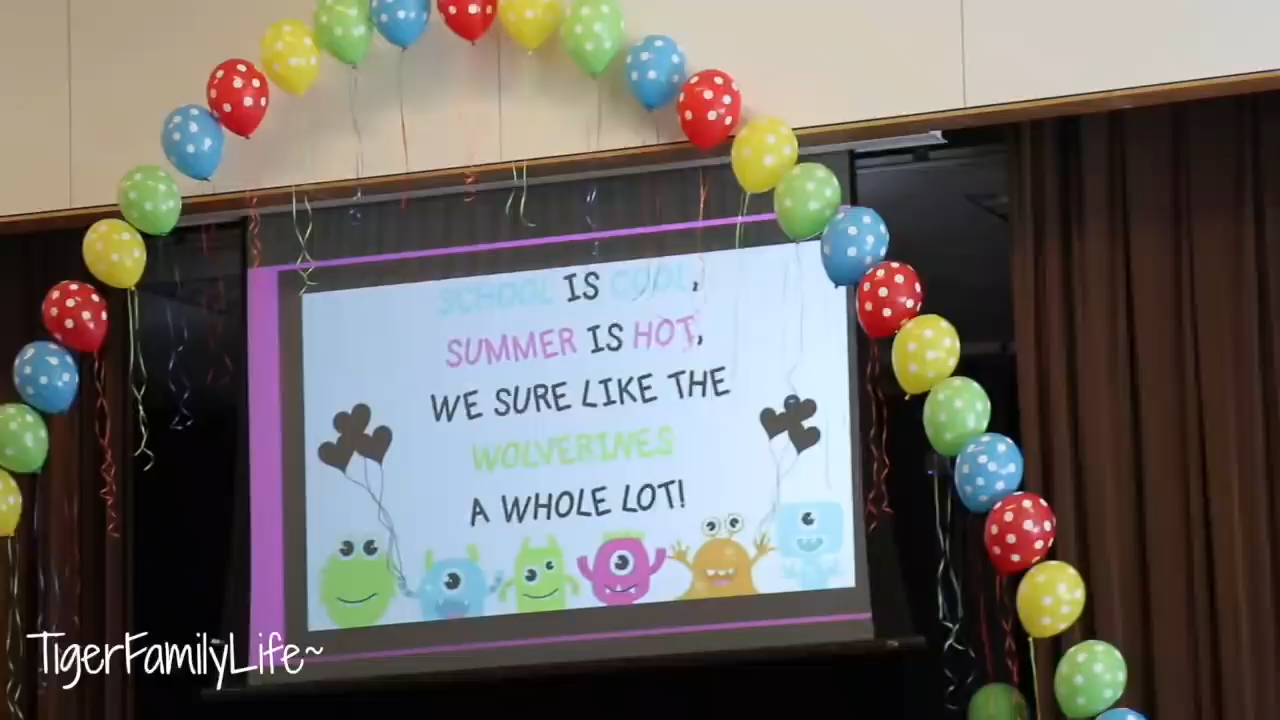 SCHOOL IS COOL,
SUMMER IS HOT,
WE SURE LIKE THE
WOLVERINES
A WHOLE LOT!
TigerFamilyLife~